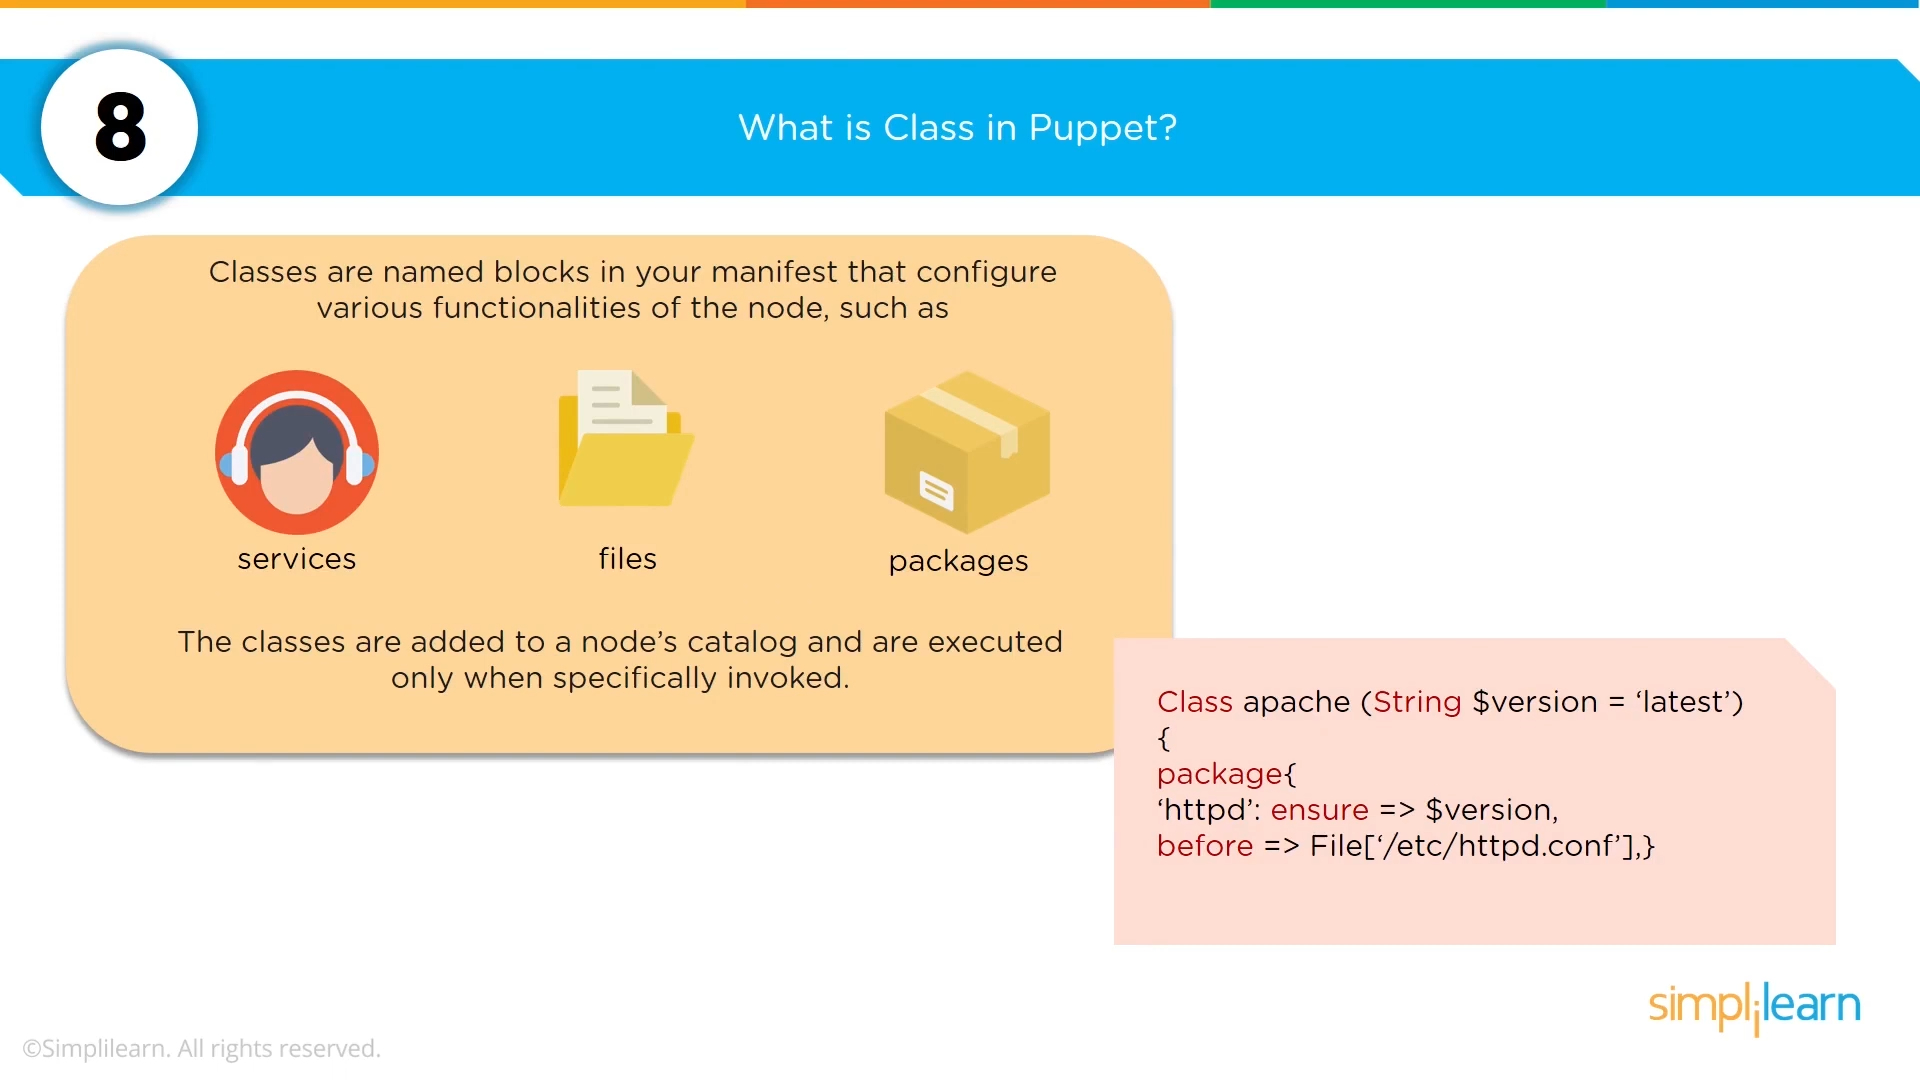 8
What is Class in Puppet?
Classes are named blocks in your manifest that configure
various functionalities of the node, such as
services
files
packages
The classes are added to a node’s catalog and are executed
only when specifically invoked.
Class apache (String $version = ‘latest’)
{
package{
‘httpd’: ensure => $version,
before => File[‘/etc/httpd.conf’],}
simplilearn
©Simplilearn. All rights reserved.